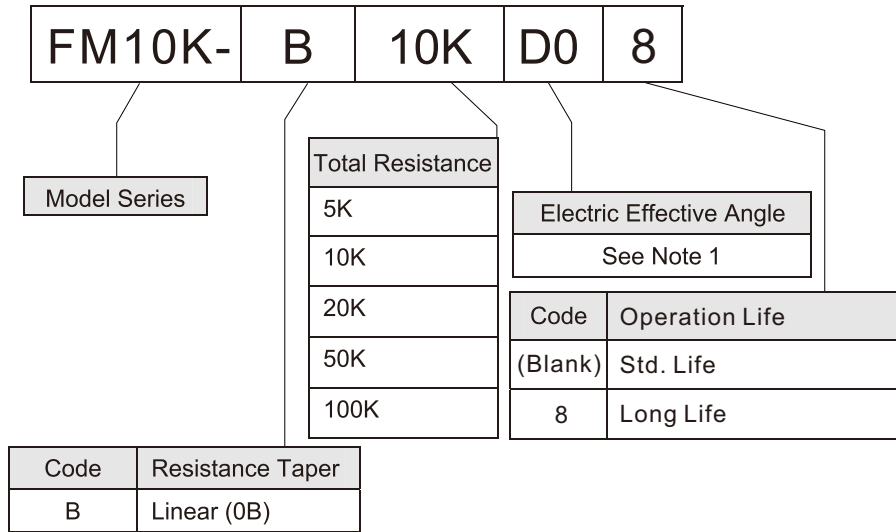 FM10K- B 10K D0 8
Model Series
Total Resistance
5K
10K
20K
50K
100K
Electric Effective Angle
See Note 1
Code Operation Life
(Blank) Std. Life
8 Long Life
Code Resistance Taper
B Linear (0B)